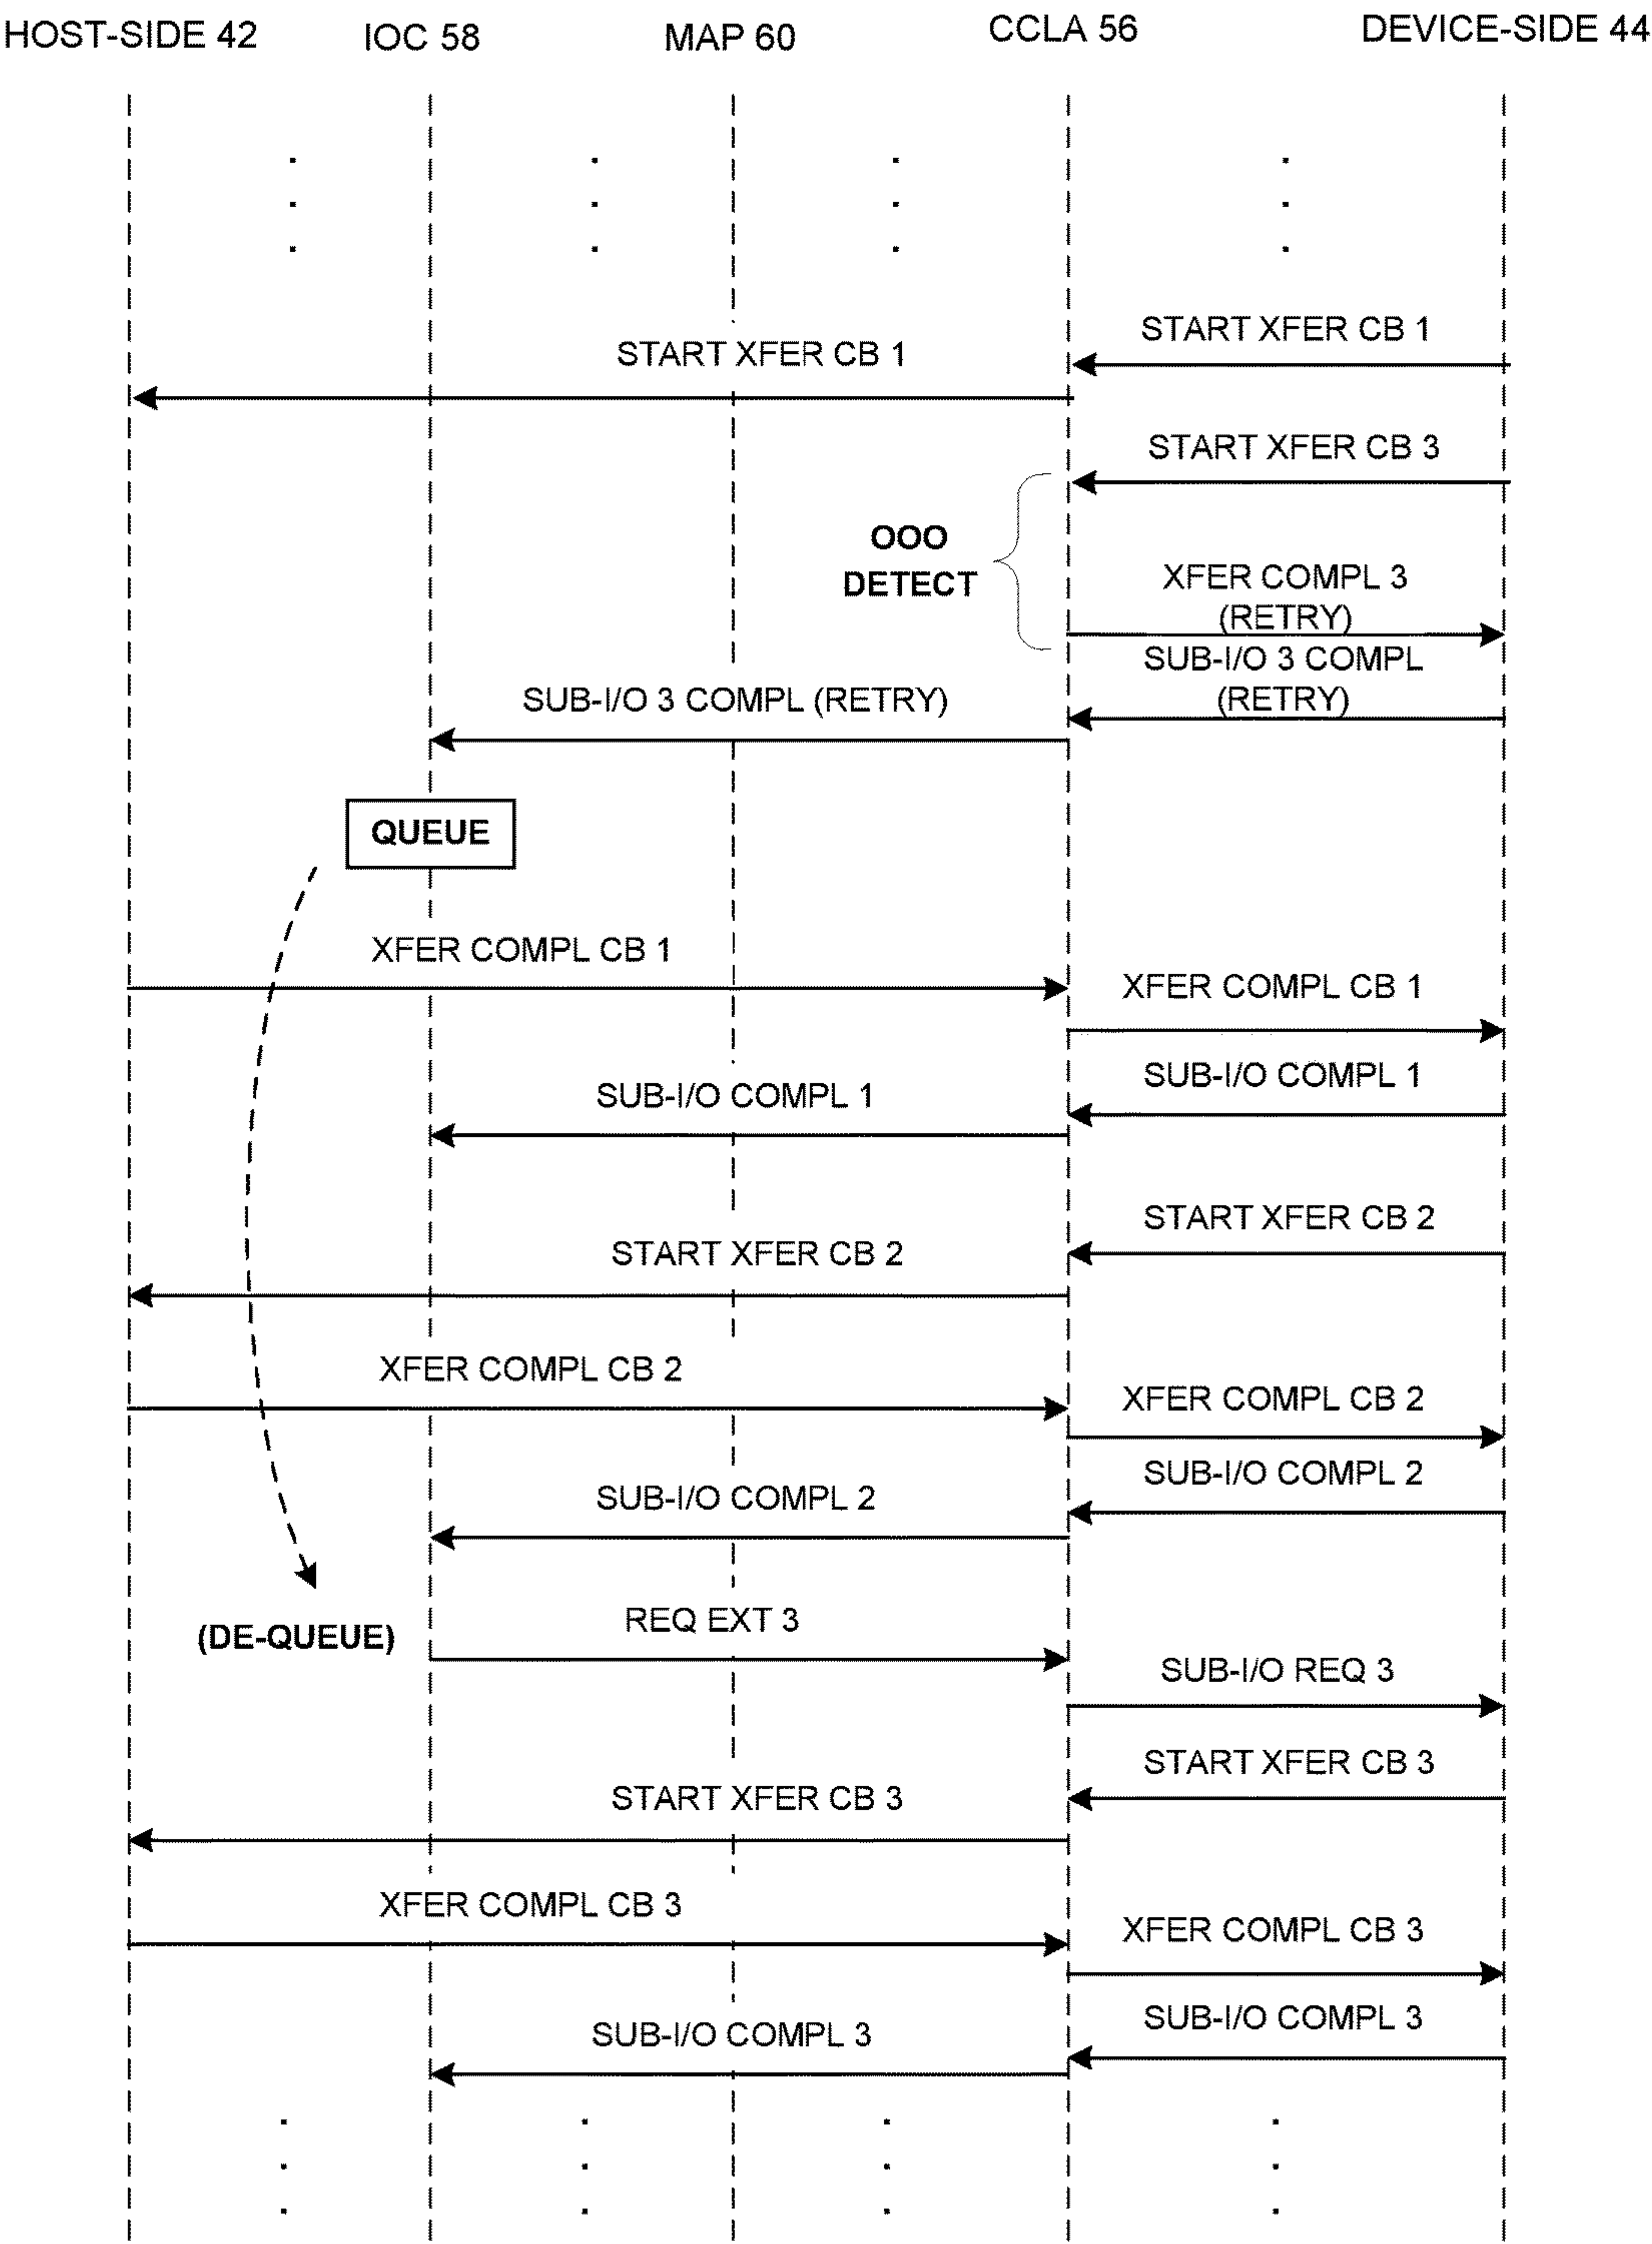 HOST-SIDE 42
IOC 58
MAP 60
CCLA 56
DEVICE-SIDE 44
START XFER CB 1
START XFER CB 1
START XFER CB 3
OOO
DETECT
XFER COMPL 3
(RETRY)
SUB-I/O 3 COMPL
(RETRY)
SUB-I/O 3 COMPL (RETRY)
QUEUE
XFER COMPL CB 1
XFER COMPL CB 1
SUB-I/O COMPL 1
SUB-I/O COMPL 1
START XFER CB 2
START XFER CB 2
XFER COMPL CB 2
XFER COMPL CB 2
SUB-I/O COMPL 2
SUB-I/O COMPL 2
(DE-QUEUE)
REQ EXT 3
SUB-I/O REQ 3
START XFER CB 3
START XFER CB 3
XFER COMPL CB 3
XFER COMPL CB 3
SUB-I/O COMPL 3
SUB-I/O COMPL 3